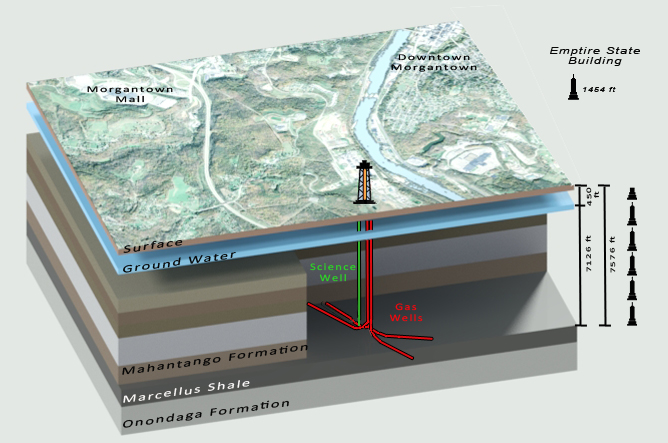 Emptire State
Building
1454 ft
Downtown
Morgantown
Morgantown
Mall
450 ft
7126 ft
7576 ft
Surface
Ground Water
Science
Well
Gas
Wells
Mahantango Formation
Marcellus Shale
Onondaga Formation